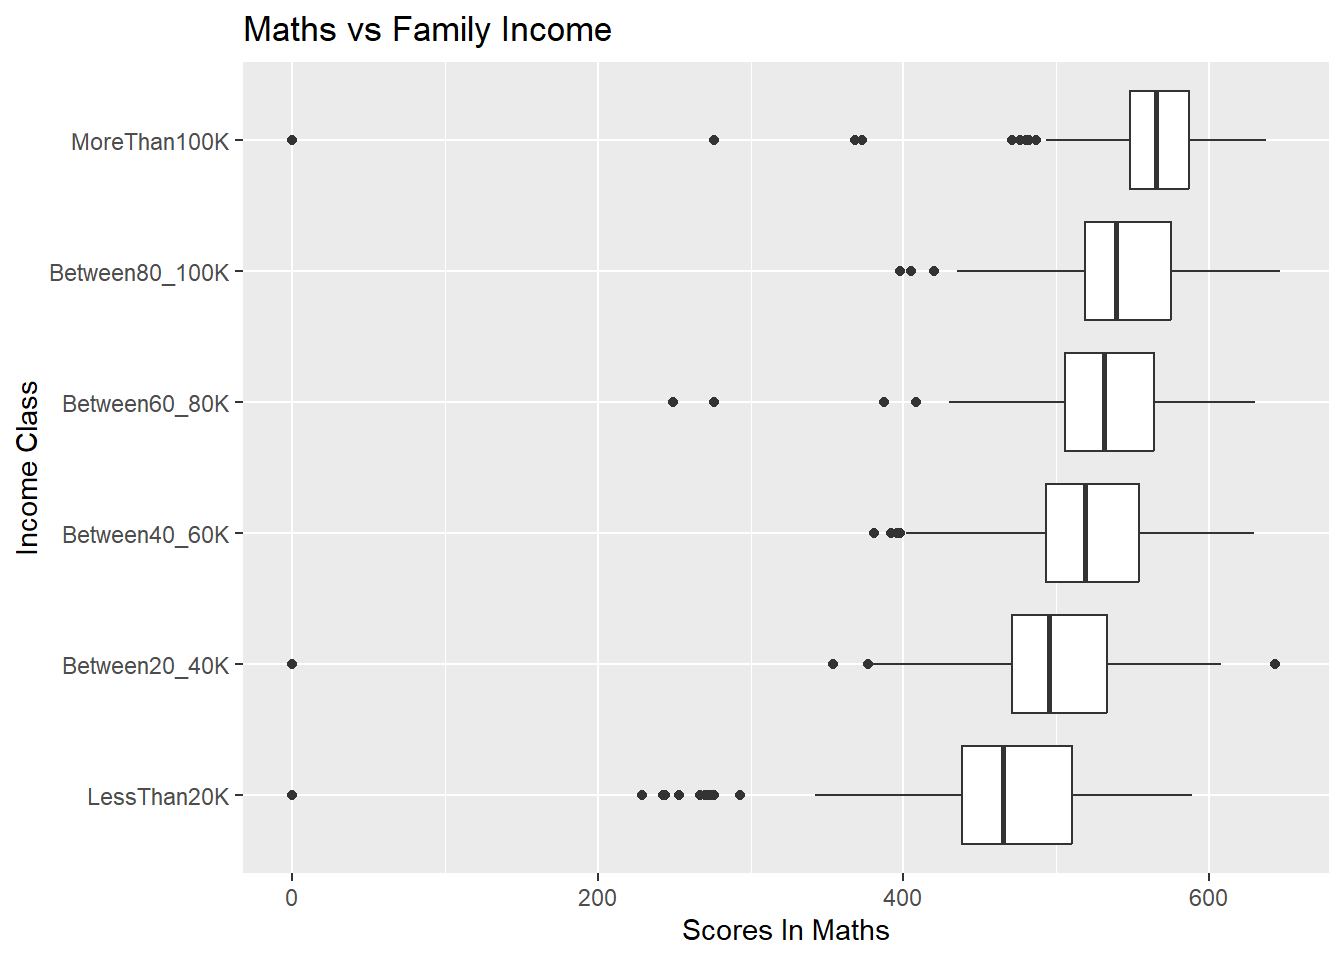 Maths vs Family Income
MoreThan100K
Between80_100K
Between60_80K
Between40_60K
Between20_40K
LessThan20K
Income Class
0 200 400 600
Scores In Maths